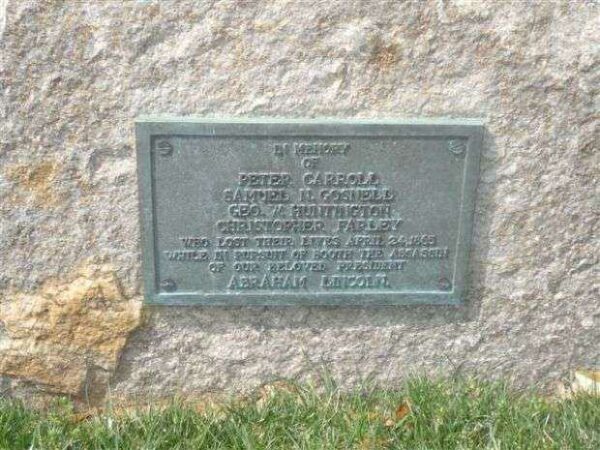 IN MEMORY
OF
PETER CARROLL
SAMUEL N. GOSNELL
GEO. W. HUNTINGTON
CHRISTOPHER FARLEY
WHO LOST THEIR LIVES APRIL 24, 1865
WHILE IN PURSUIT OF BOOTH THE ASSASSIN
OF OUR BELOVED PRESIDENT
ABRAHAM LINCOLN.